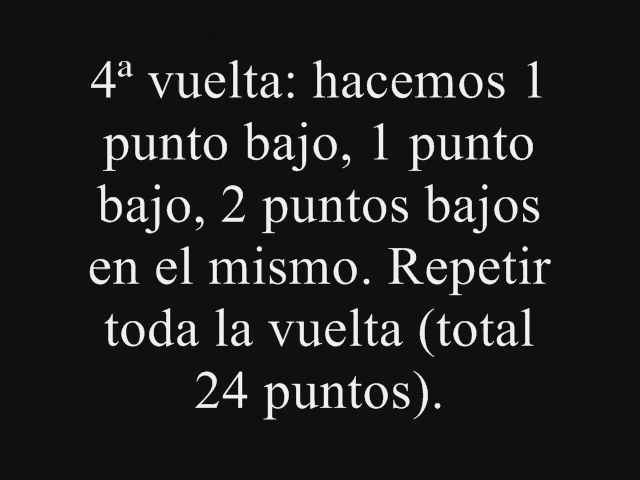 4ª vuelta: hacemos 1
punto bajo, 1 punto
bajo, 2 puntos bajos
en el mismo. Repetir
toda la vuelta (total
24 puntos).